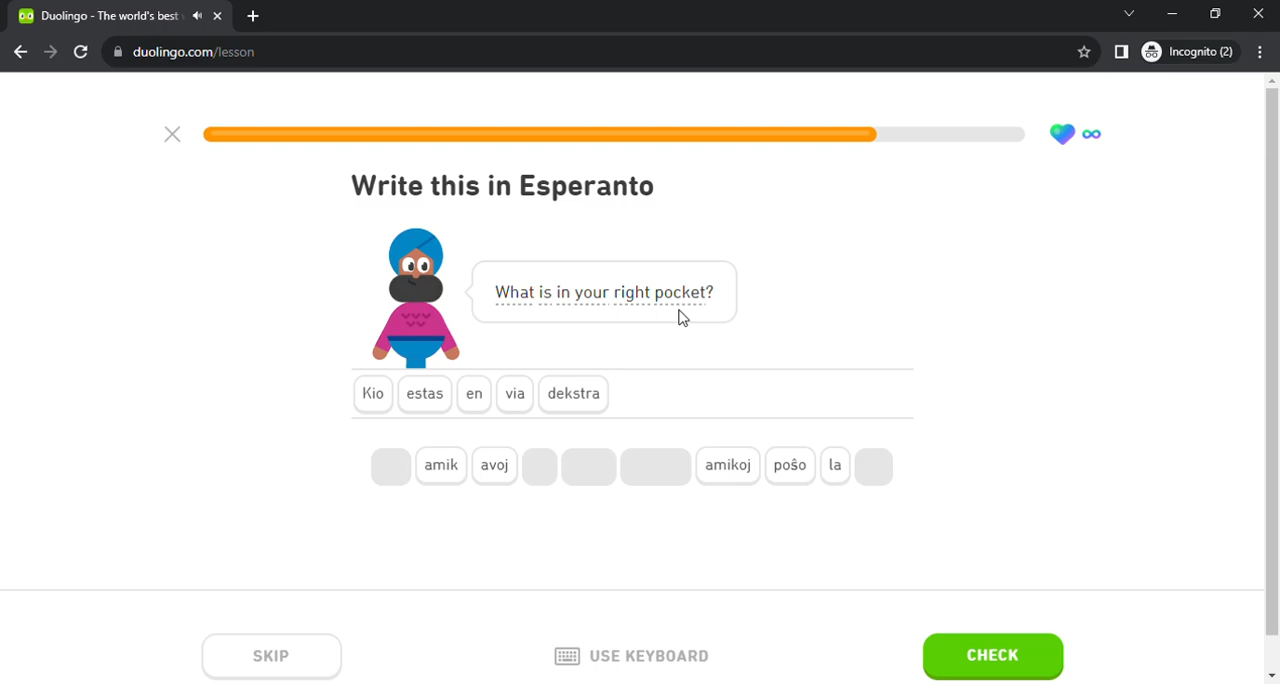 Duolingo - The world's best
duolingo.com/lesson
Incognito (2)
Write this in Esperanto
What is in your right pocket?
Kio estas en via dekstra
amik avoj amikoj poŝo la
SKIP USE KEYBOARD CHECK